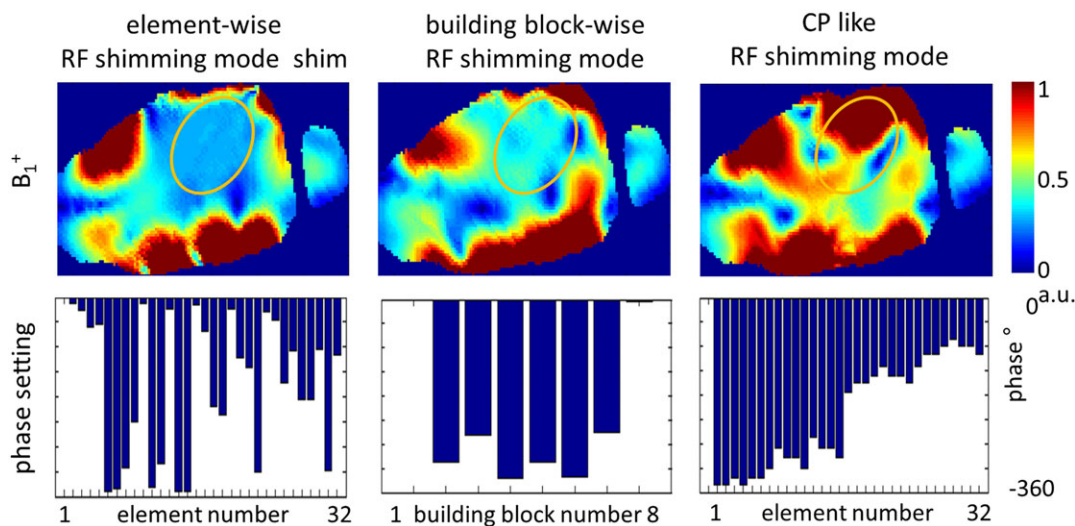 element-wise
RF shimming mode shim
building block-wise
RF shimming mode
CP like
RF shimming mode
B1+
1
0.5
0
a.u.
phase setting
1 element number 32
1 building block number 8
1 element number 32
0
phase °
-360